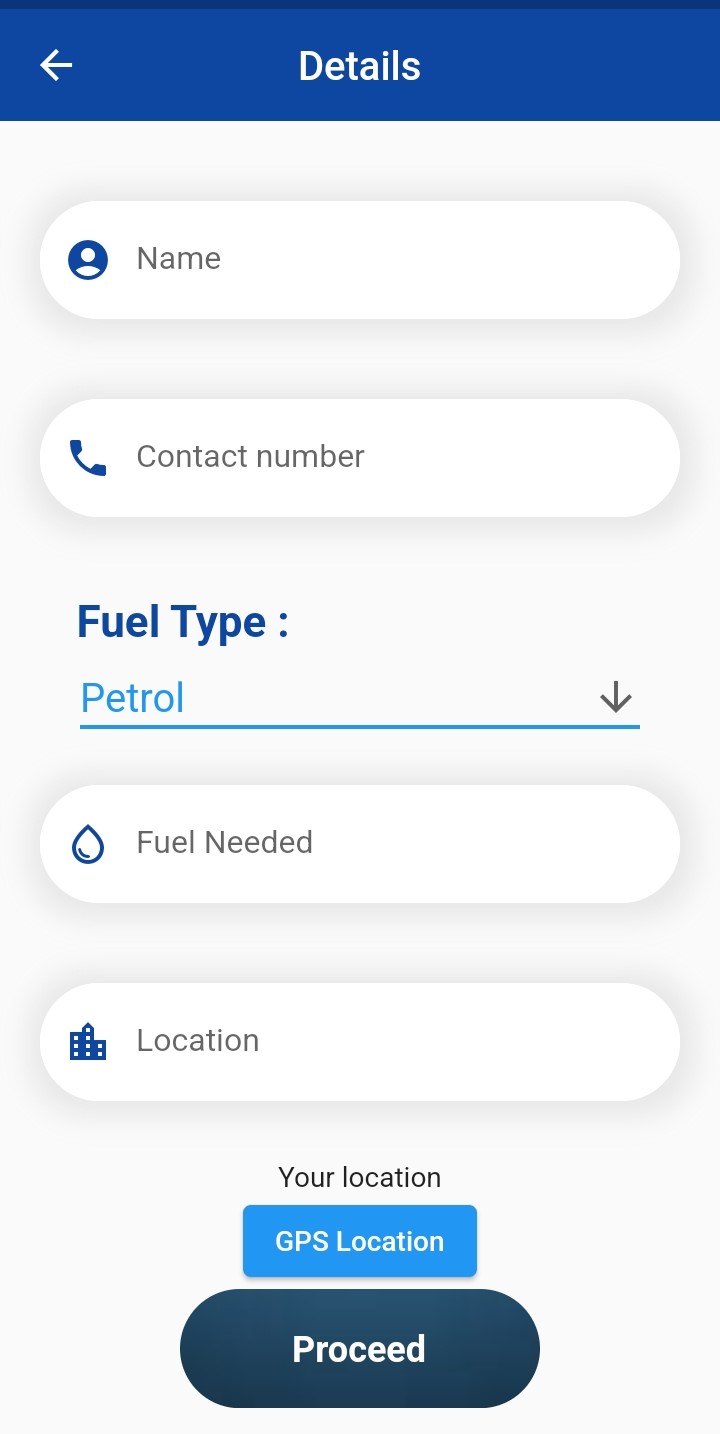 Details
Name
Contact number
Fuel Type :
Petrol
Fuel Needed
Location
Your location
GPS Location
Proceed